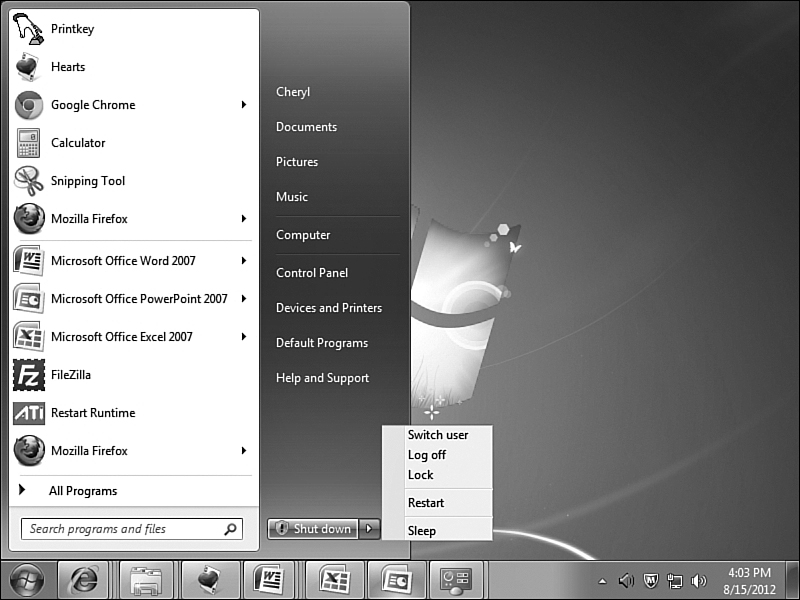 Printkey
Hearts
Google Chrome
Calculator
Snipping Tool
Mozilla Firefox
Microsoft Office Word 2007
Microsoft Office PowerPoint 2007
Microsoft Office Excel 2007
Fz
FileZilla
ATI
Restart Runtime
Mozilla Firefox
All Programs
Search programs and files
Cheryl
Documents
Pictures
Music
Computer
Control Panel
Devices and Printers
Default Programs
Help and Support
Shut down
Switch user
Log off
Lock
Restart
Sleep
4:03 PM
8/15/2012